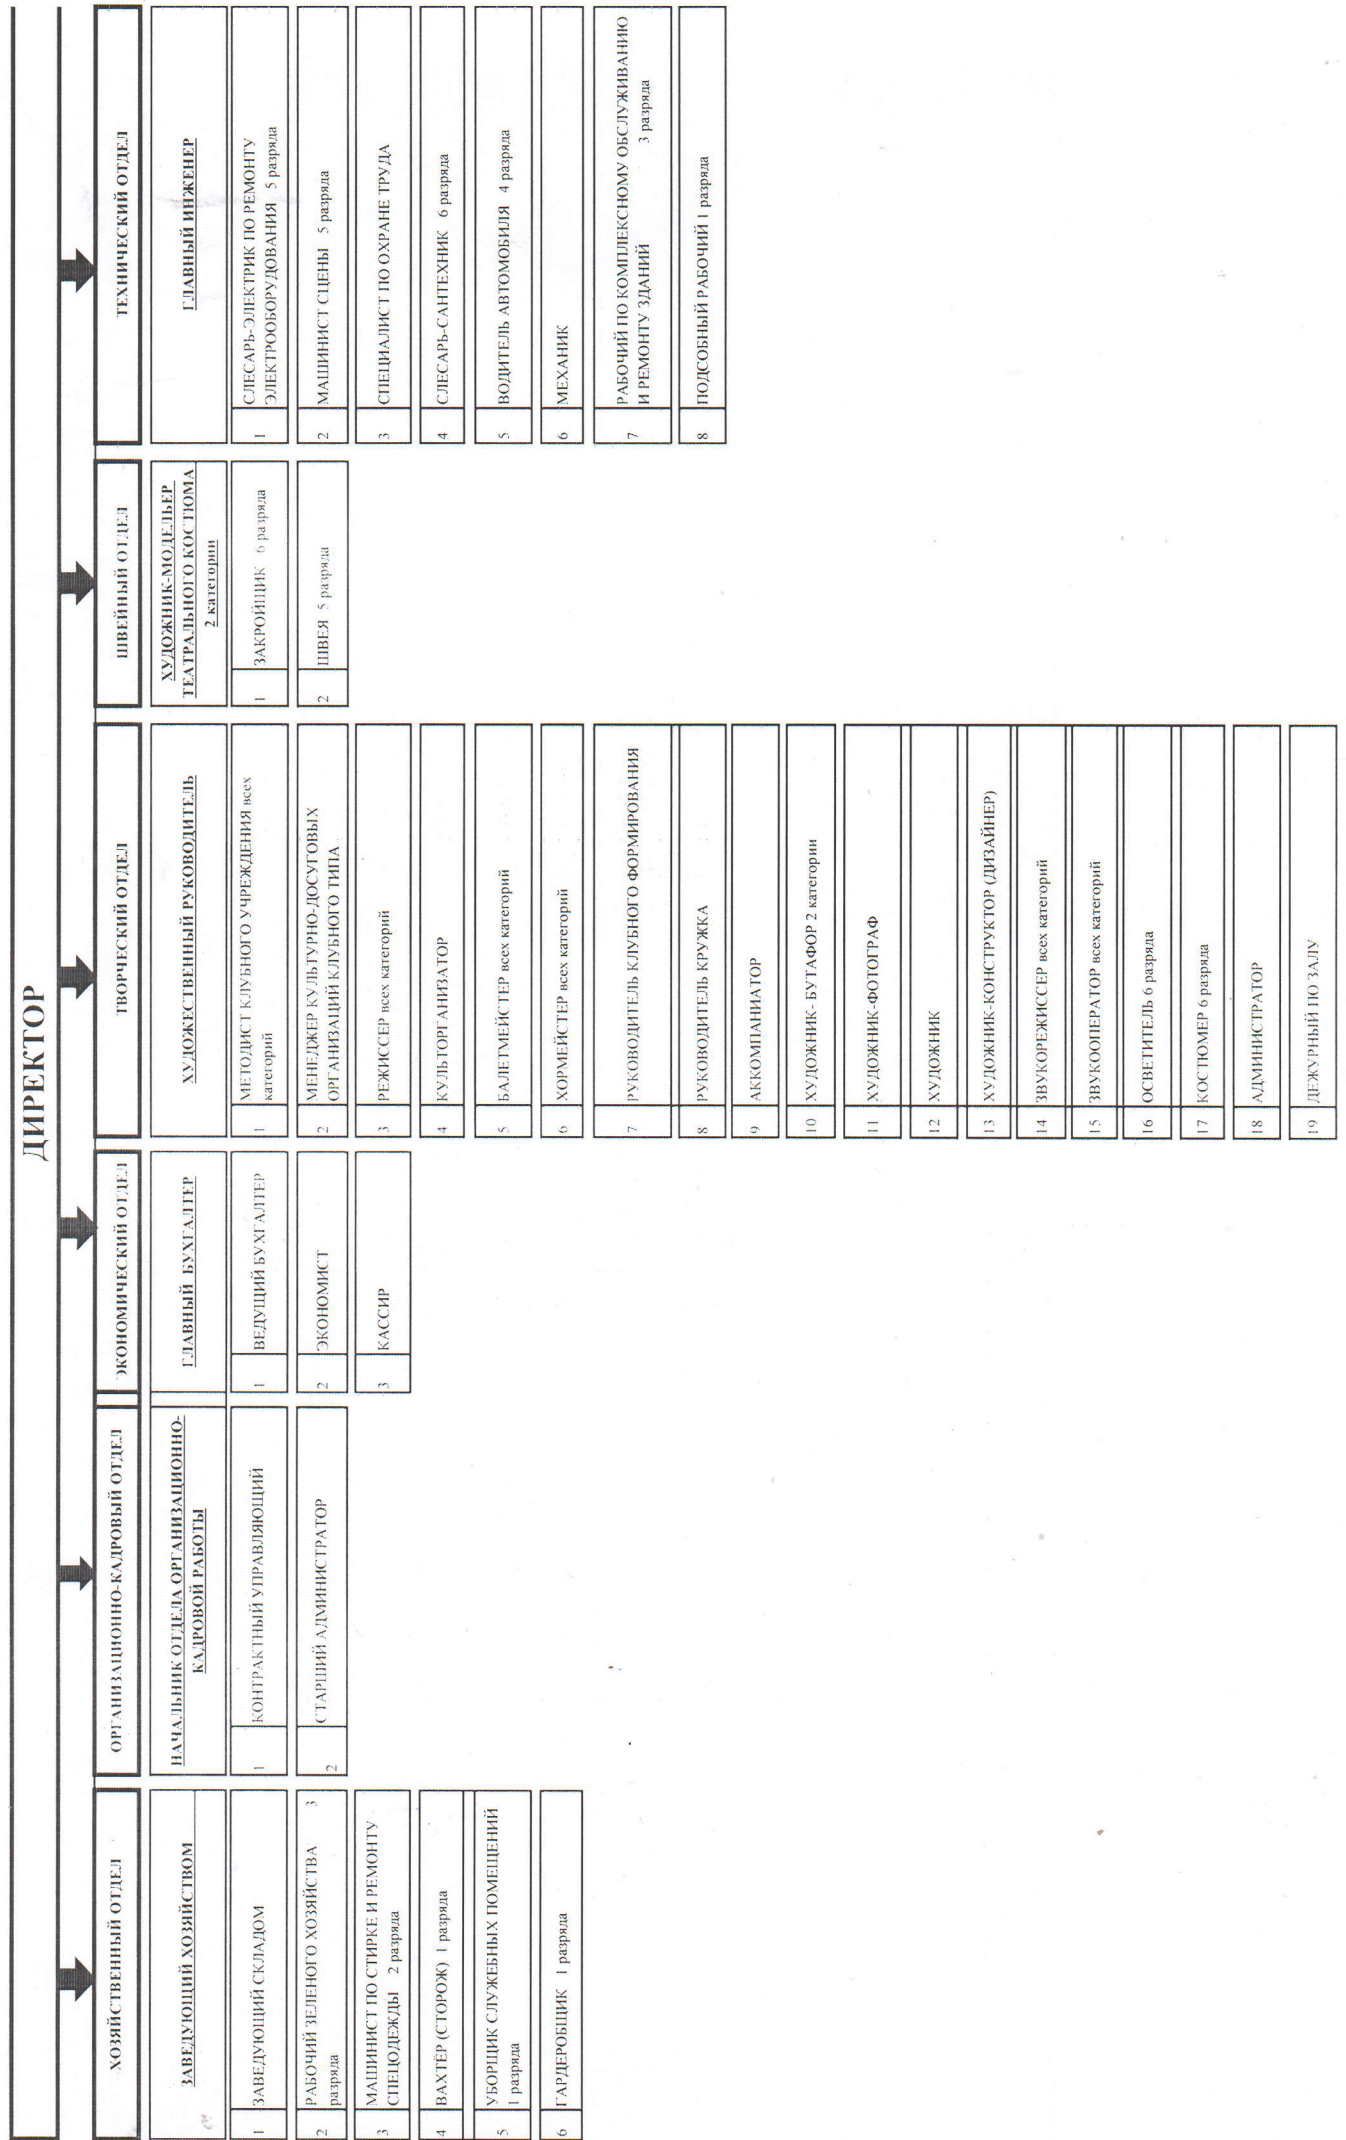 ДИРЕКТОР
ХОЗЯЙСТВЕННЫЙ ОТДЕЛ
ЗАВЕДУЮЩИЙ ХОЗЯЙСТВОМ
1 ЗАВЕДУЮЩИЙ СКЛАДОМ
2 РАБОЧИЙ ЗЕЛЕНОГО ХОЗЯЙСТВА 3
разряда
3 МАШИНИСТ ПО СТИРКЕ И РЕМОНТУ
СПЕЦОДЕЖДЫ 2 разряда
4 ВАХТЁР (СТОРОЖ) 1 разряда
5 УБОРЩИК СЛУЖЕБНЫХ ПОМЕЩЕНИЙ
1 разряда
6 ГАРДЕРОБЩИК 1 разряда
ОРГАНИЗАЦИОННО-КАДРОВЫЙ ОТДЕЛ
НАЧАЛЬНИК ОТДЕЛА ОРГАНИЗАЦИОННО-
КАДРОВОЙ РАБОТЫ
1 КОНТРАКТНЫЙ УПРАВЛЯЮЩИЙ
2 СТАРШИЙ АДМИНИСТРАТОР
ЭКОНОМИЧЕСКИЙ ОТДЕЛ
ГЛАВНЫЙ БУХГАЛТЕР
1 ВЕДУЩИЙ БУХГАЛТЕР
2 ЭКОНОМИСТ
3 КАССИР
ТВОРЧЕСКИЙ ОТДЕЛ
ХУДОЖЕСТВЕННЫЙ РУКОВОДИТЕЛЬ
1 МЕТОДИСТ КЛУБНОГО УЧРЕЖДЕНИЯ всех
категорий
2 МЕНЕДЖЕР КУЛЬТУРНО-ДОСУГОВЫХ
ОРГАНИЗАЦИЙ КЛУБНОГО ТИПА
3 РЕЖИССЕР всех категорий
4 КУЛЬТОРГАНИЗАТОР
5 БАЛЕТМЕЙСТЕР всех категорий
6 ХОРМЕЙСТЕР всех категорий
7 РУКОВОДИТЕЛЬ КЛУБНОГО ФОРМИРОВАНИЯ
8 РУКОВОДИТЕЛЬ КРУЖКА
9 АККОМПАНИАТОР
10 ХУДОЖНИК- БУТАФОР 2 категории
11 ХУДОЖНИК-ФОТОГРАФ
12 ХУДОЖНИК
13 ХУДОЖНИК-КОНСТРУКТОР (ДИЗАЙНЕР)
14 ЗВУКОРЕЖИССЕР всех категорий
15 ЗВУКООПЕРАТОР всех категорий
16 ОСВЕТИТЕЛЬ 6 разряда
17 КОСТЮМЕР 6 разряда
18 АДМИНИСТРАТОР
19 ДЕЖУРНЫЙ ПО ЗАЛУ
ШВЕЙНЫЙ ОТДЕЛ
ХУДОЖНИК-МОДЕЛЬЕР
ТЕАТРАЛЬНОГО КОСТЮМА
2 категории
1 ЗАКРОЙЩИК 6 разряда
2 ШВЕЯ 5 разряда
ТЕХНИЧЕСКИЙ ОТДЕЛ
ГЛАВНЫЙ ИНЖЕНЕР
1 СЛЕСАРЬ-ЭЛЕКТРИК ПО РЕМОНТУ
ЭЛЕКТРООБОРУДОВАНИЯ 5 разряда
2 МАШИНИСТ СЦЕНЫ 5 разряда
3 СПЕЦИАЛИСТ ПО ОХРАНЕ ТРУДА
4 СЛЕСАРЬ-САНТЕХНИК 6 разряда
5 ВОДИТЕЛЬ АВТОМОБИЛЯ 4 разряда
6 МЕХАНИК
7 РАБОЧИЙ ПО КОМПЛЕКСНОМУ ОБСЛУЖИВАНИЮ
И РЕМОНТУ ЗДАНИЙ 3 разряда
8 ПОДСОБНЫЙ РАБОЧИЙ 1 разряда